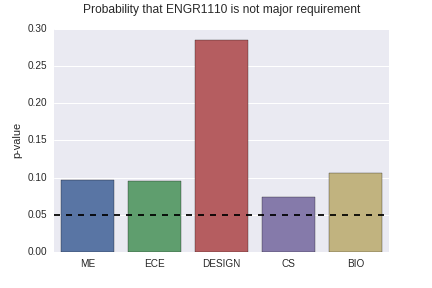 Probability that ENGR1110 is not major requirement
0.30
0.25
0.20
0.15
0.10
0.05
0.00
p-value
ME ECE DESIGN CS BIO